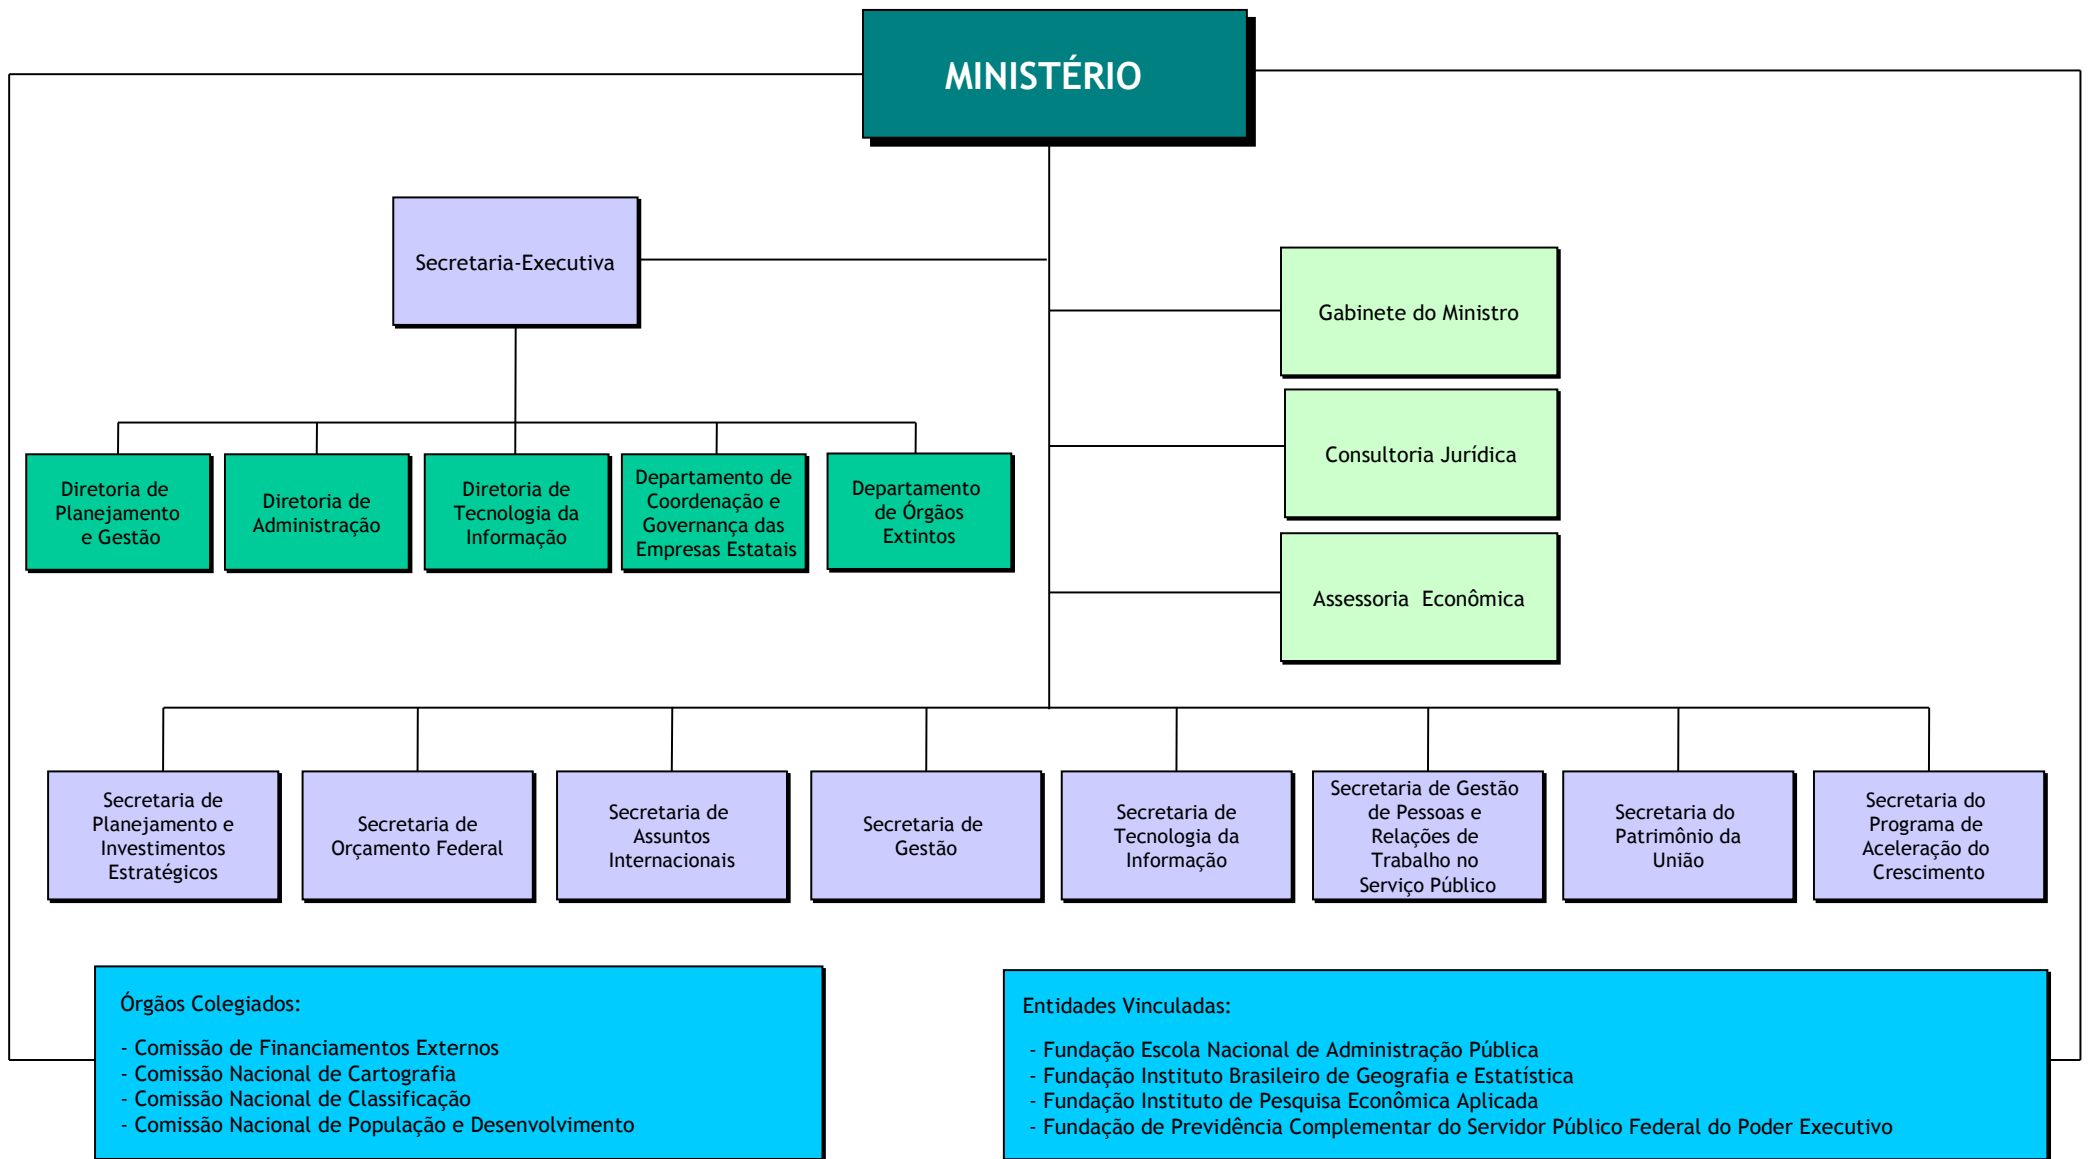 MINISTÉRIO
Secretaria-Executiva
Gabinete do Ministro
Consultoria Jurídica
Assessoria Econômica
Diretoria de
Planejamento
e Gestão
Diretoria de
Administração
Diretoria de
Tecnologia da
Informação
Departamento de
Coordenação e
Governança das
Empresas Estatais
Departamento
de Órgãos
Extintos
Secretaria de
Planejamento e
Investimentos
Estratégicos
Secretaria de
Orçamento Federal
Secretaria de
Assuntos
Internacionais
Secretaria de
Gestão
Secretaria de
Tecnologia da
Informação
Secretaria de Gestão
de Pessoas e
Relações de
Trabalho no
Serviço Público
Secretaria do
Patrimônio da
União
Secretaria do
Programa de
Aceleração do
Crescimento
Órgãos Colegiados:
- Comissão de Financiamentos Externos
- Comissão Nacional de Cartografia
- Comissão Nacional de Classificação
- Comissão Nacional de População e Desenvolvimento
Entidades Vinculadas:
- Fundação Escola Nacional de Administração Pública
- Fundação Instituto Brasileiro de Geografia e Estatística
- Fundação Instituto de Pesquisa Econômica Aplicada
- Fundação de Previdência Complementar do Servidor Público Federal do Poder Executivo